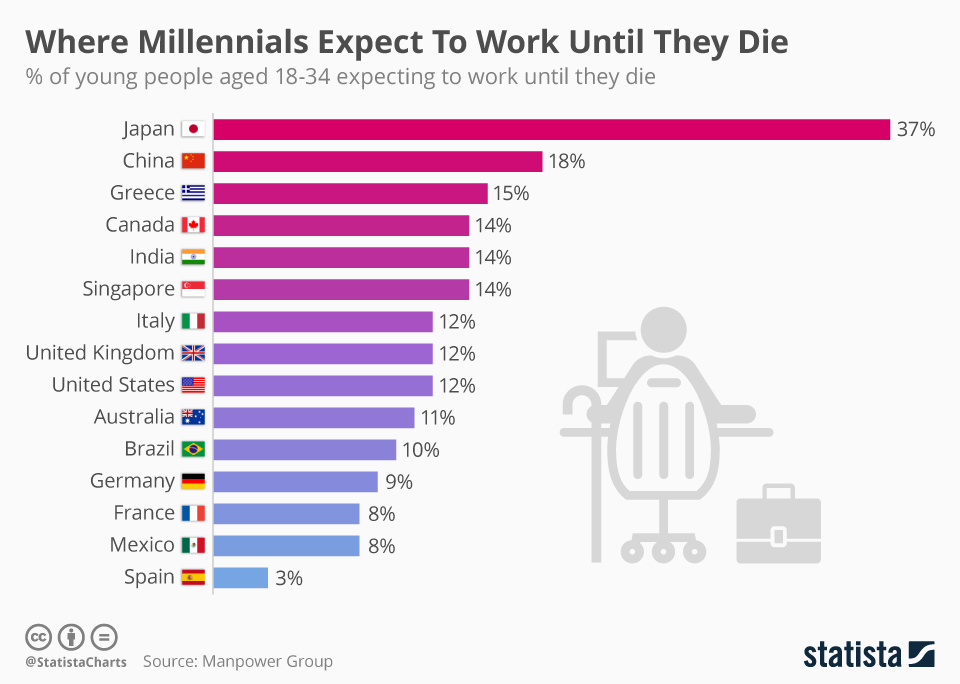 Where Millennials Expect To Work Until They Die
% of young people aged 18-34 expecting to work until they die
Japan 37%
China 18%
Greece 15%
Canada 14%
India 14%
Singapore 14%
Italy 12%
United Kingdom 12%
United States 12%
Australia 11%
Brazil 10%
Germany 9%
France 8%
Mexico 8%
Spain 3%
cc
@StatistaCharts Source: Manpower Group
statista